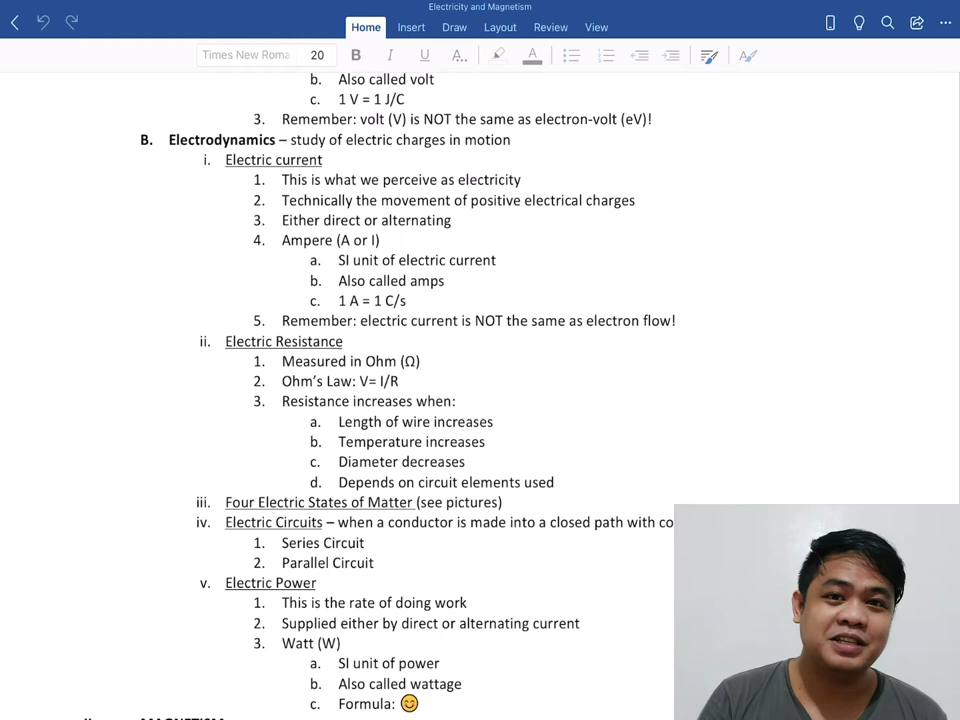 Electricity and Magnetism
Home Insert Draw Layout Review View
Times New Roma 20 B I U A... A
b. Also called volt
c. 1 V = 1 J/C
3. Remember: volt (V) is NOT the same as electron-volt (eV)!
B. Electrodynamics – study of electric charges in motion
i. Electric current
1. This is what we perceive as electricity
2. Technically the movement of positive electrical charges
3. Either direct or alternating
4. Ampere (A or I)
a. SI unit of electric current
b. Also called amps
c. 1 A = 1 C/s
5. Remember: electric current is NOT the same as electron flow!
ii. Electric Resistance
1. Measured in Ohm (Ω)
2. Ohm's Law: V= I/R
3. Resistance increases when:
a. Length of wire increases
b. Temperature increases
c. Diameter decreases
d. Depends on circuit elements used
iii. Four Electric States of Matter (see pictures)
iv. Electric Circuits – when a conductor is made into a closed path with co
1. Series Circuit
2. Parallel Circuit
v. Electric Power
1. This is the rate of doing work
2. Supplied either by direct or alternating current
3. Watt (W)
a. SI unit of power
b. Also called wattage
c. Formula: 😊
II. MAGNETISM